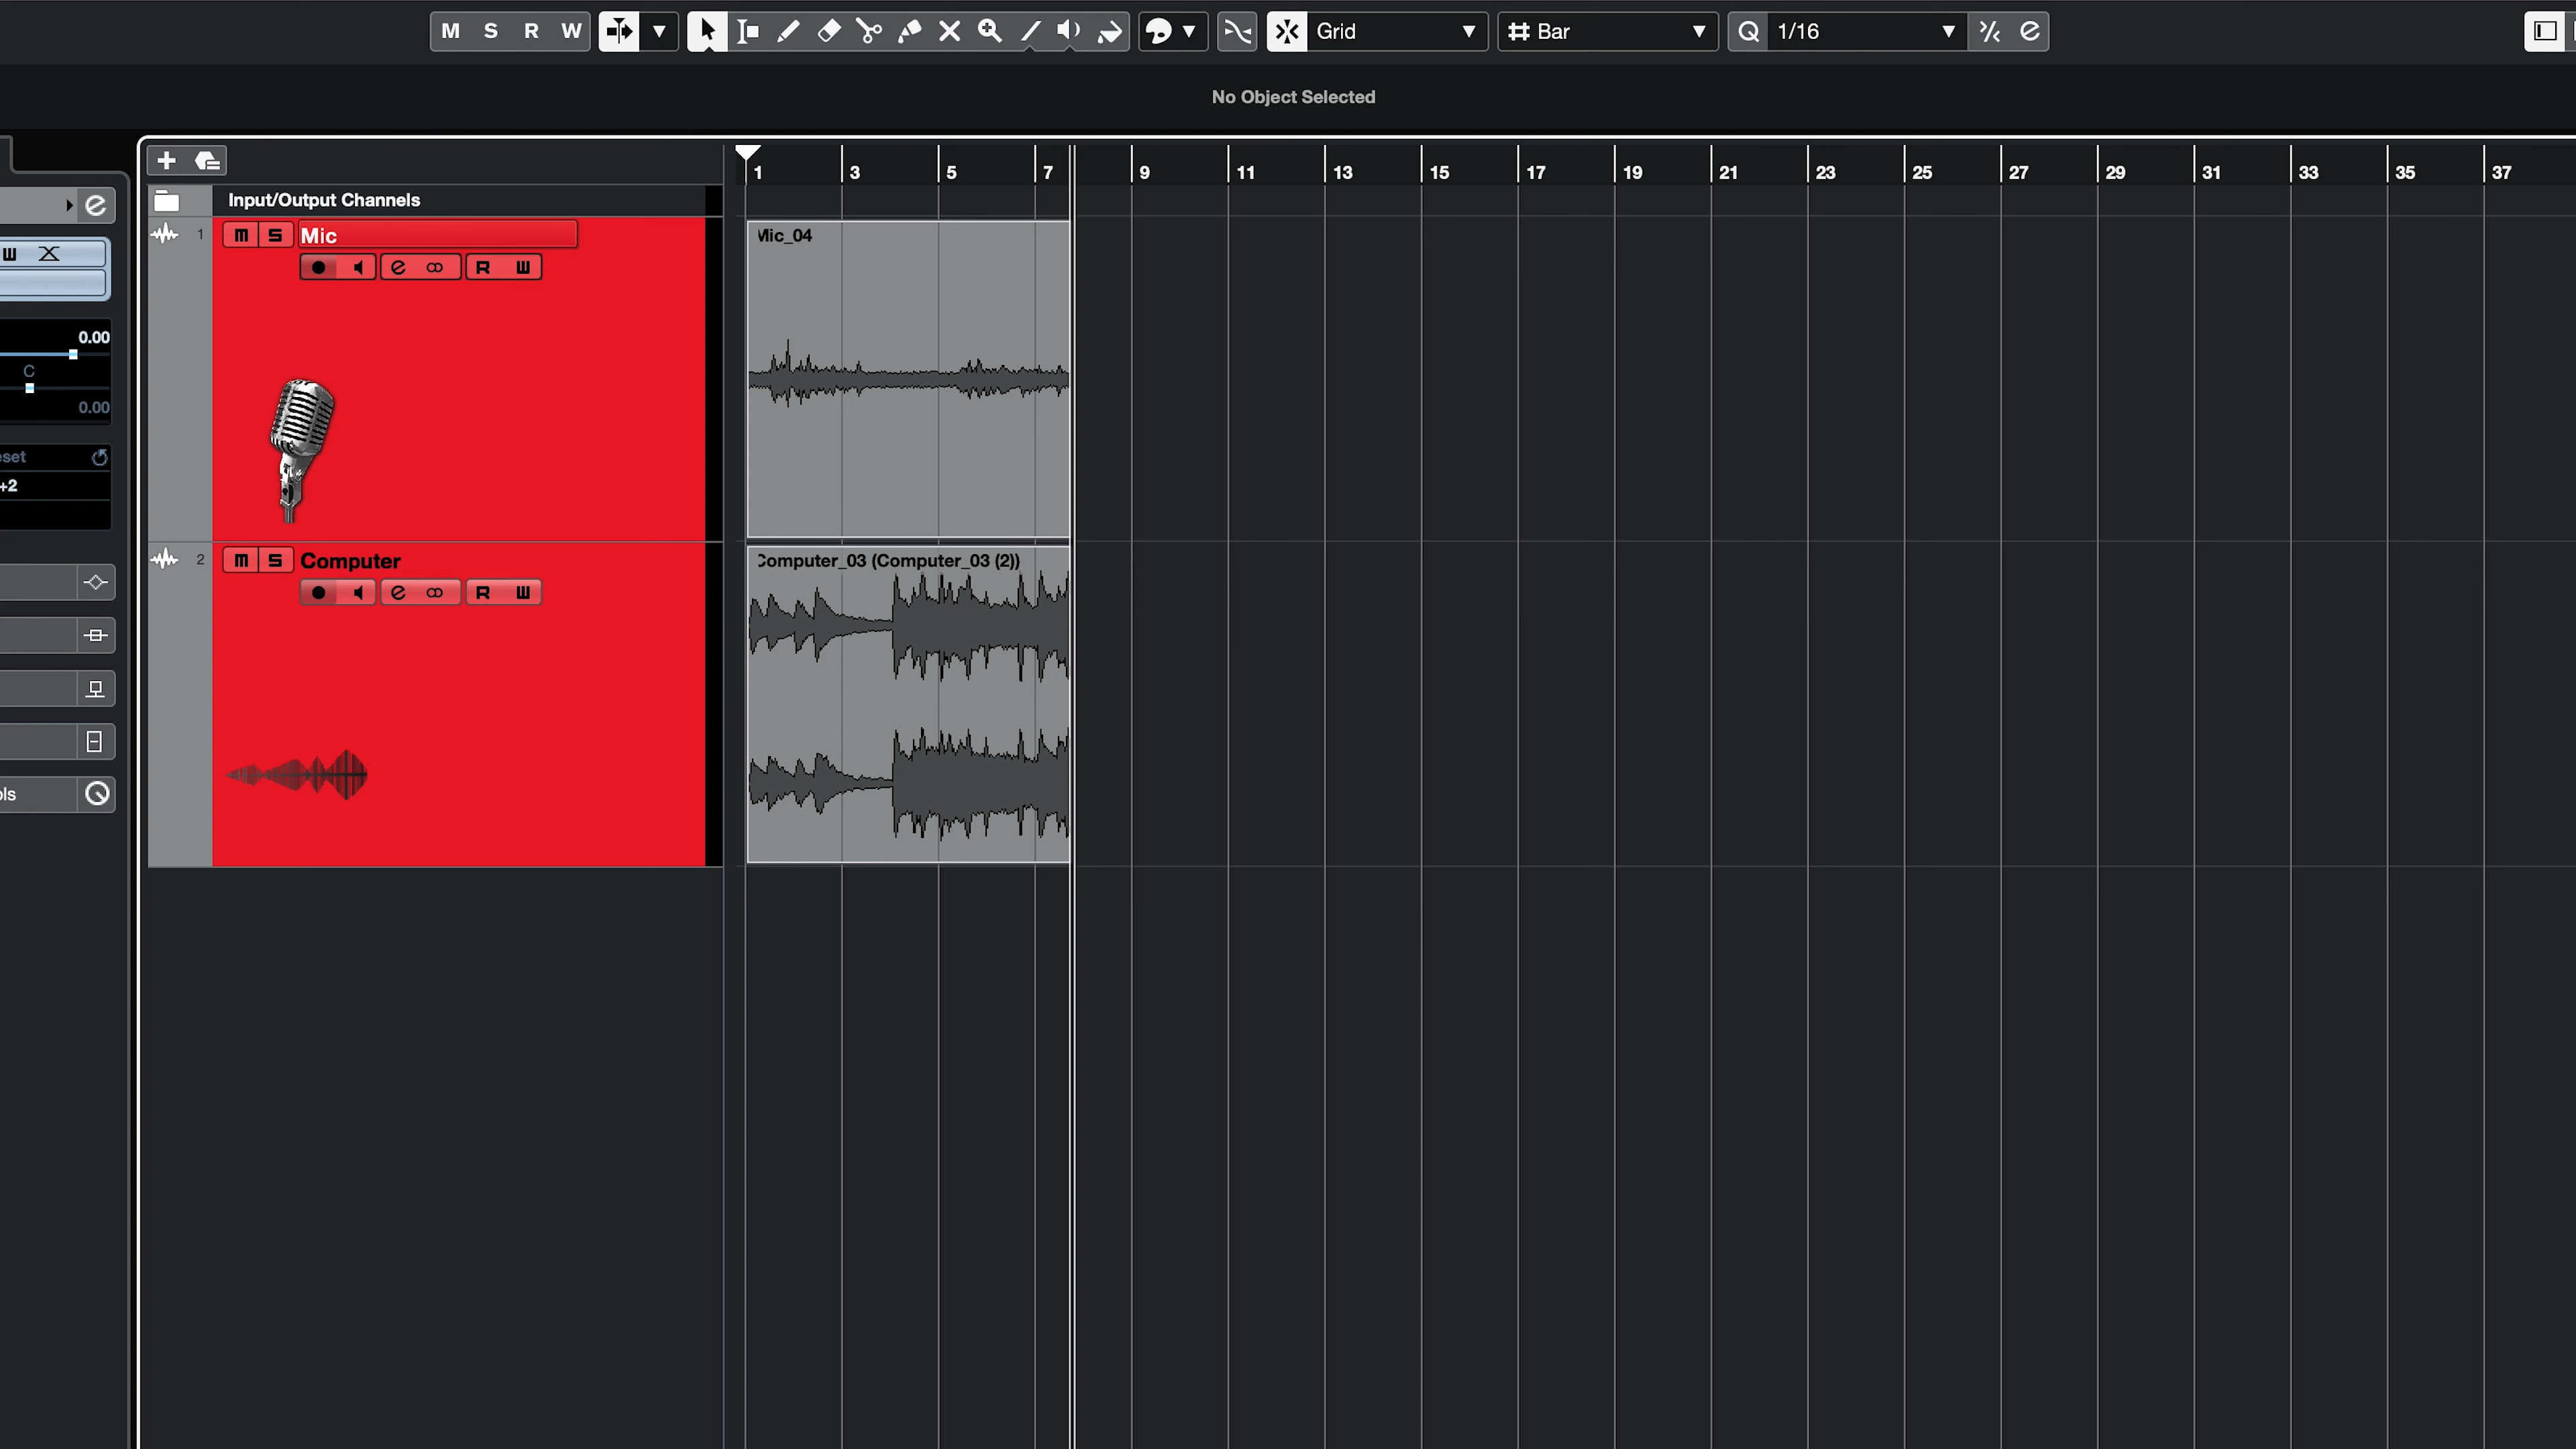 M S R W Grid Bar Q 1/16
No Object Selected
1 3 5 7 9 11 13 15 17 19 21 23 25 27 29 31 33 35 37
Input/Output Channels
1 m S Mic
R W
Mic_04
W
0.00
C
0.00
eset
+2
2 m S Computer
R W
Computer_03 (Computer_03 (2))
ols